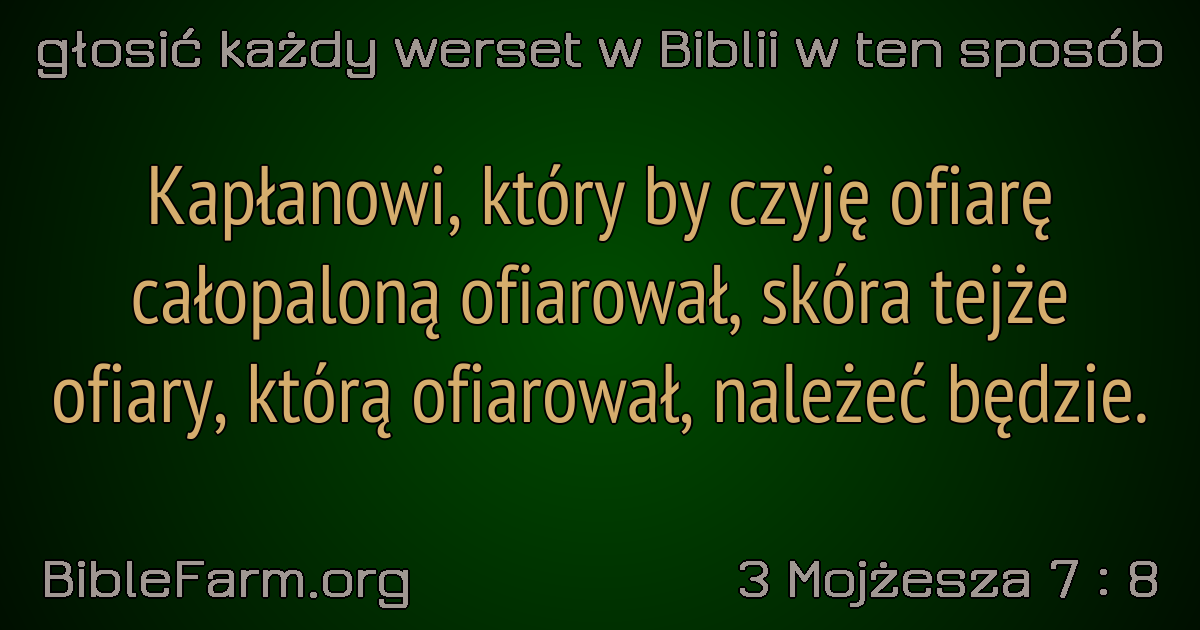 głosić każdy werset w Biblii w ten sposób
Kapłanowi, który by czyję ofiarę
całopaloną ofiarował, skóra tejże
ofiary, którą ofiarował, należeć będzie.
BibleFarm.org
3 Mojżesza 7 : 8